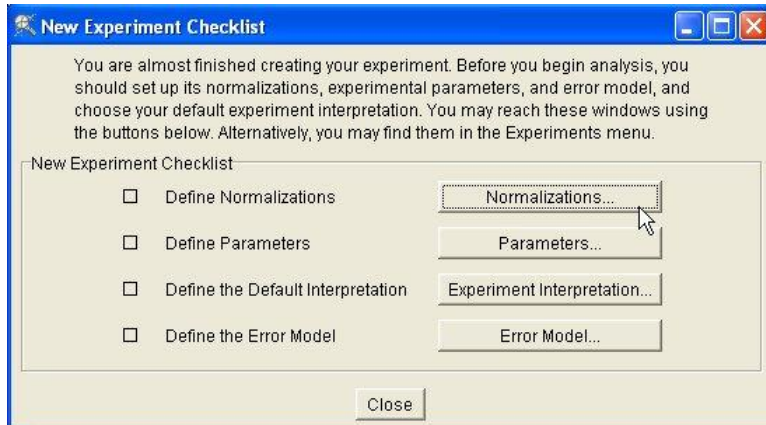 New Experiment Checklist
You are almost finished creating your experiment. Before you begin analysis, you
should set up its normalizations, experimental parameters, and error model, and
choose your default experiment interpretation. You may reach these windows using
the buttons below. Alternatively, you may find them in the Experiments menu.
New Experiment Checklist
Define Normalizations Normalizations...
Define Parameters Parameters...
Define the Default Interpretation Experiment Interpretation...
Define the Error Model Error Model...
Close